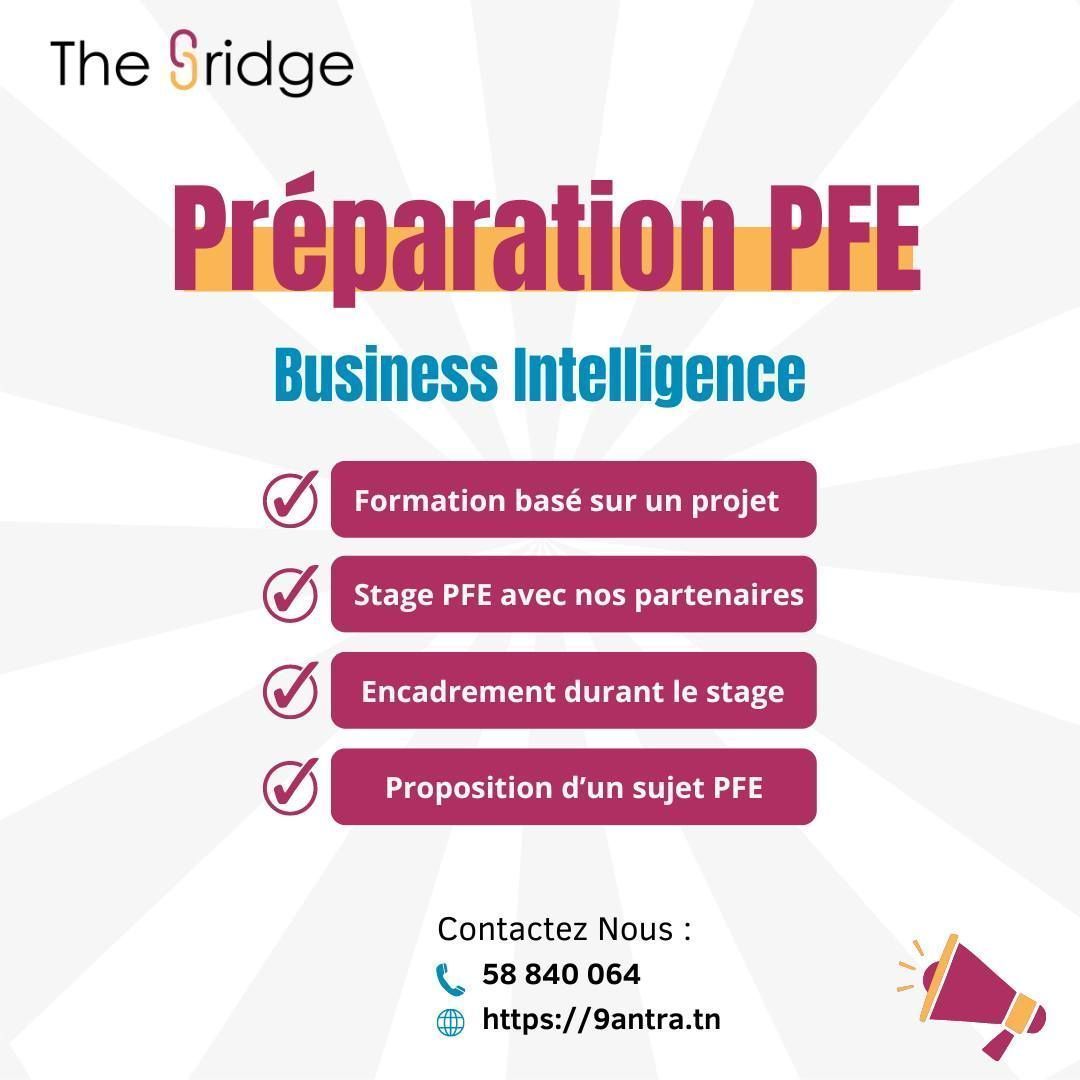 The Bridge
Préparation PFE
Business Intelligence
Formation basé sur un projet
Stage PFE avec nos partenaires
Encadrement durant le stage
Proposition d’un sujet PFE
Contactez Nous :
58 840 064
https://9antra.tn